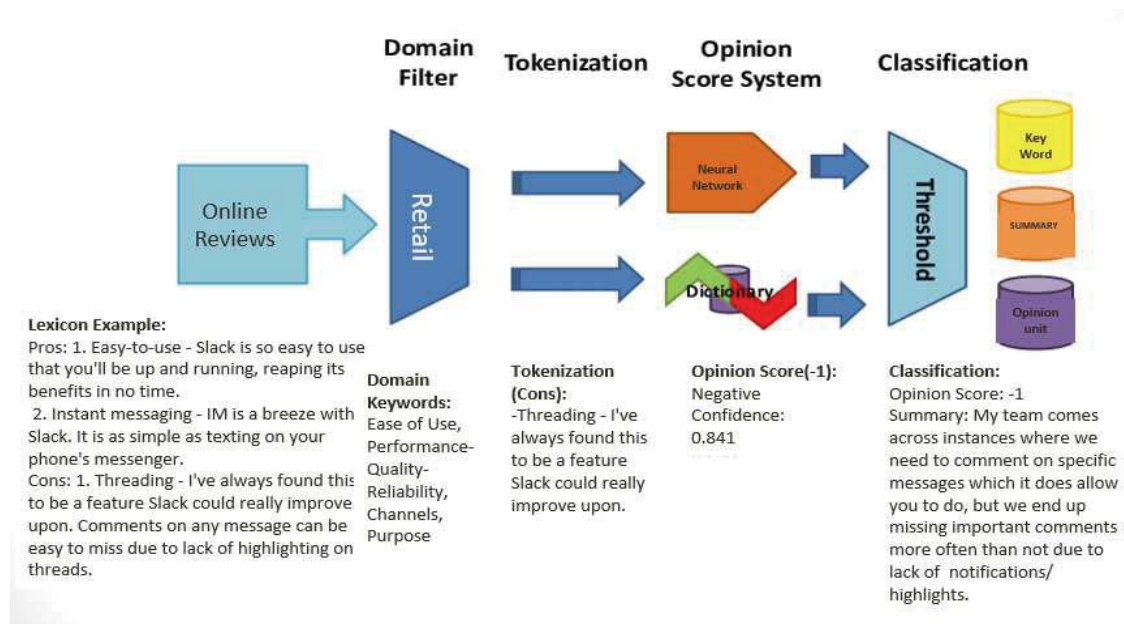 Domain
Filter
Tokenization
Opinion
Score System
Classification
Online
Reviews
Retail
Neural
Network
Dictionary
Threshold
Key
Word
SUMMARY
Opinion
unit
Lexicon Example:
Pros: 1. Easy-to-use - Slack is so easy to use
that you'll be up and running, reaping its
benefits in no time.
2. Instant messaging - IM is a breeze with
Slack. It is as simple as texting on your
phone's messenger.
Cons: 1. Threading - I've always found this
to be a feature Slack could really improve
upon. Comments on any message can be
easy to miss due to lack of highlighting on
threads.
Domain
Keywords:
Ease of Use,
Performance-
Quality-
Reliability,
Channels,
Purpose
Tokenization
(Cons):
-Threading - I've
always found this
to be a feature
Slack could really
improve upon.
Opinion Score(-1):
Negative
Confidence:
0.841
Classification:
Opinion Score: -1
Summary: My team comes
across instances where we
need to comment on specific
messages which it does allow
you to do, but we end up
missing important comments
more often than not due to
lack of notifications/
highlights.